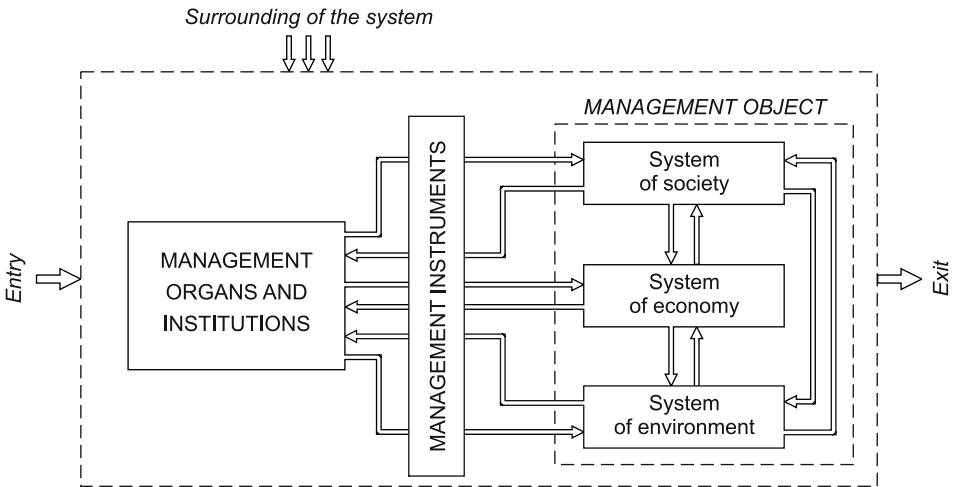 Surrounding of the system
MANAGEMENT OBJECT
System
of society
MANAGEMENT INSTRUMENTS
MANAGEMENT
ORGANS AND
INSTITUTIONS
Entry
System
of economy
Exit
System
of environment